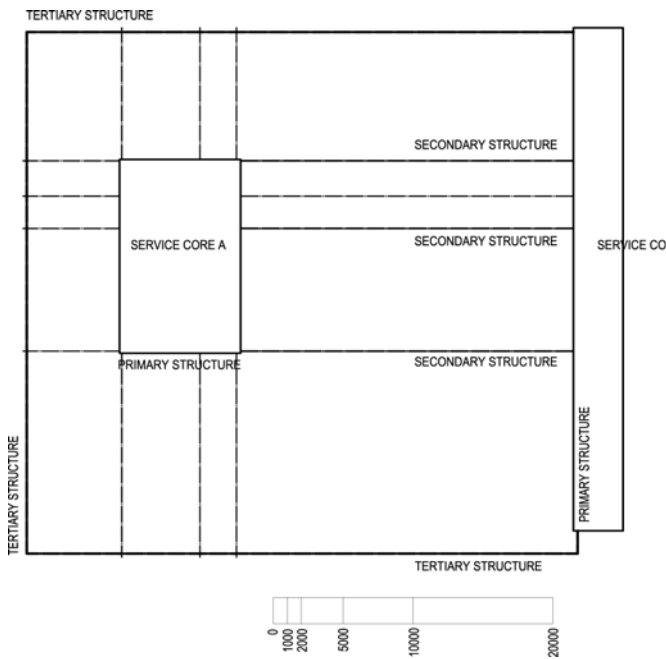 TERTIARY STRUCTURE
SECONDARY STRUCTURE
SECONDARY STRUCTURE
SERVICE CORE A
SERVICE CO
PRIMARY STRUCTURE
SECONDARY STRUCTURE
TERTIARY STRUCTURE
PRIMARY STRUCTURE
TERTIARY STRUCTURE
0
1000
2000
5000
10000
20000